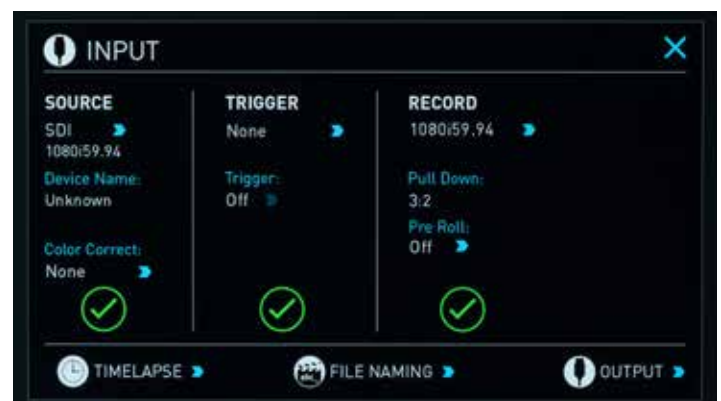 INPUT
SOURCE
SDI
1080i59.94
Device Name:
Unknown
Color Correct:
None
TRIGGER
None
Trigger:
Off
RECORD
1080i59.94
Pull Down:
3:2
Pre Roll:
Off
TIMELAPSE
FILE NAMING
OUTPUT